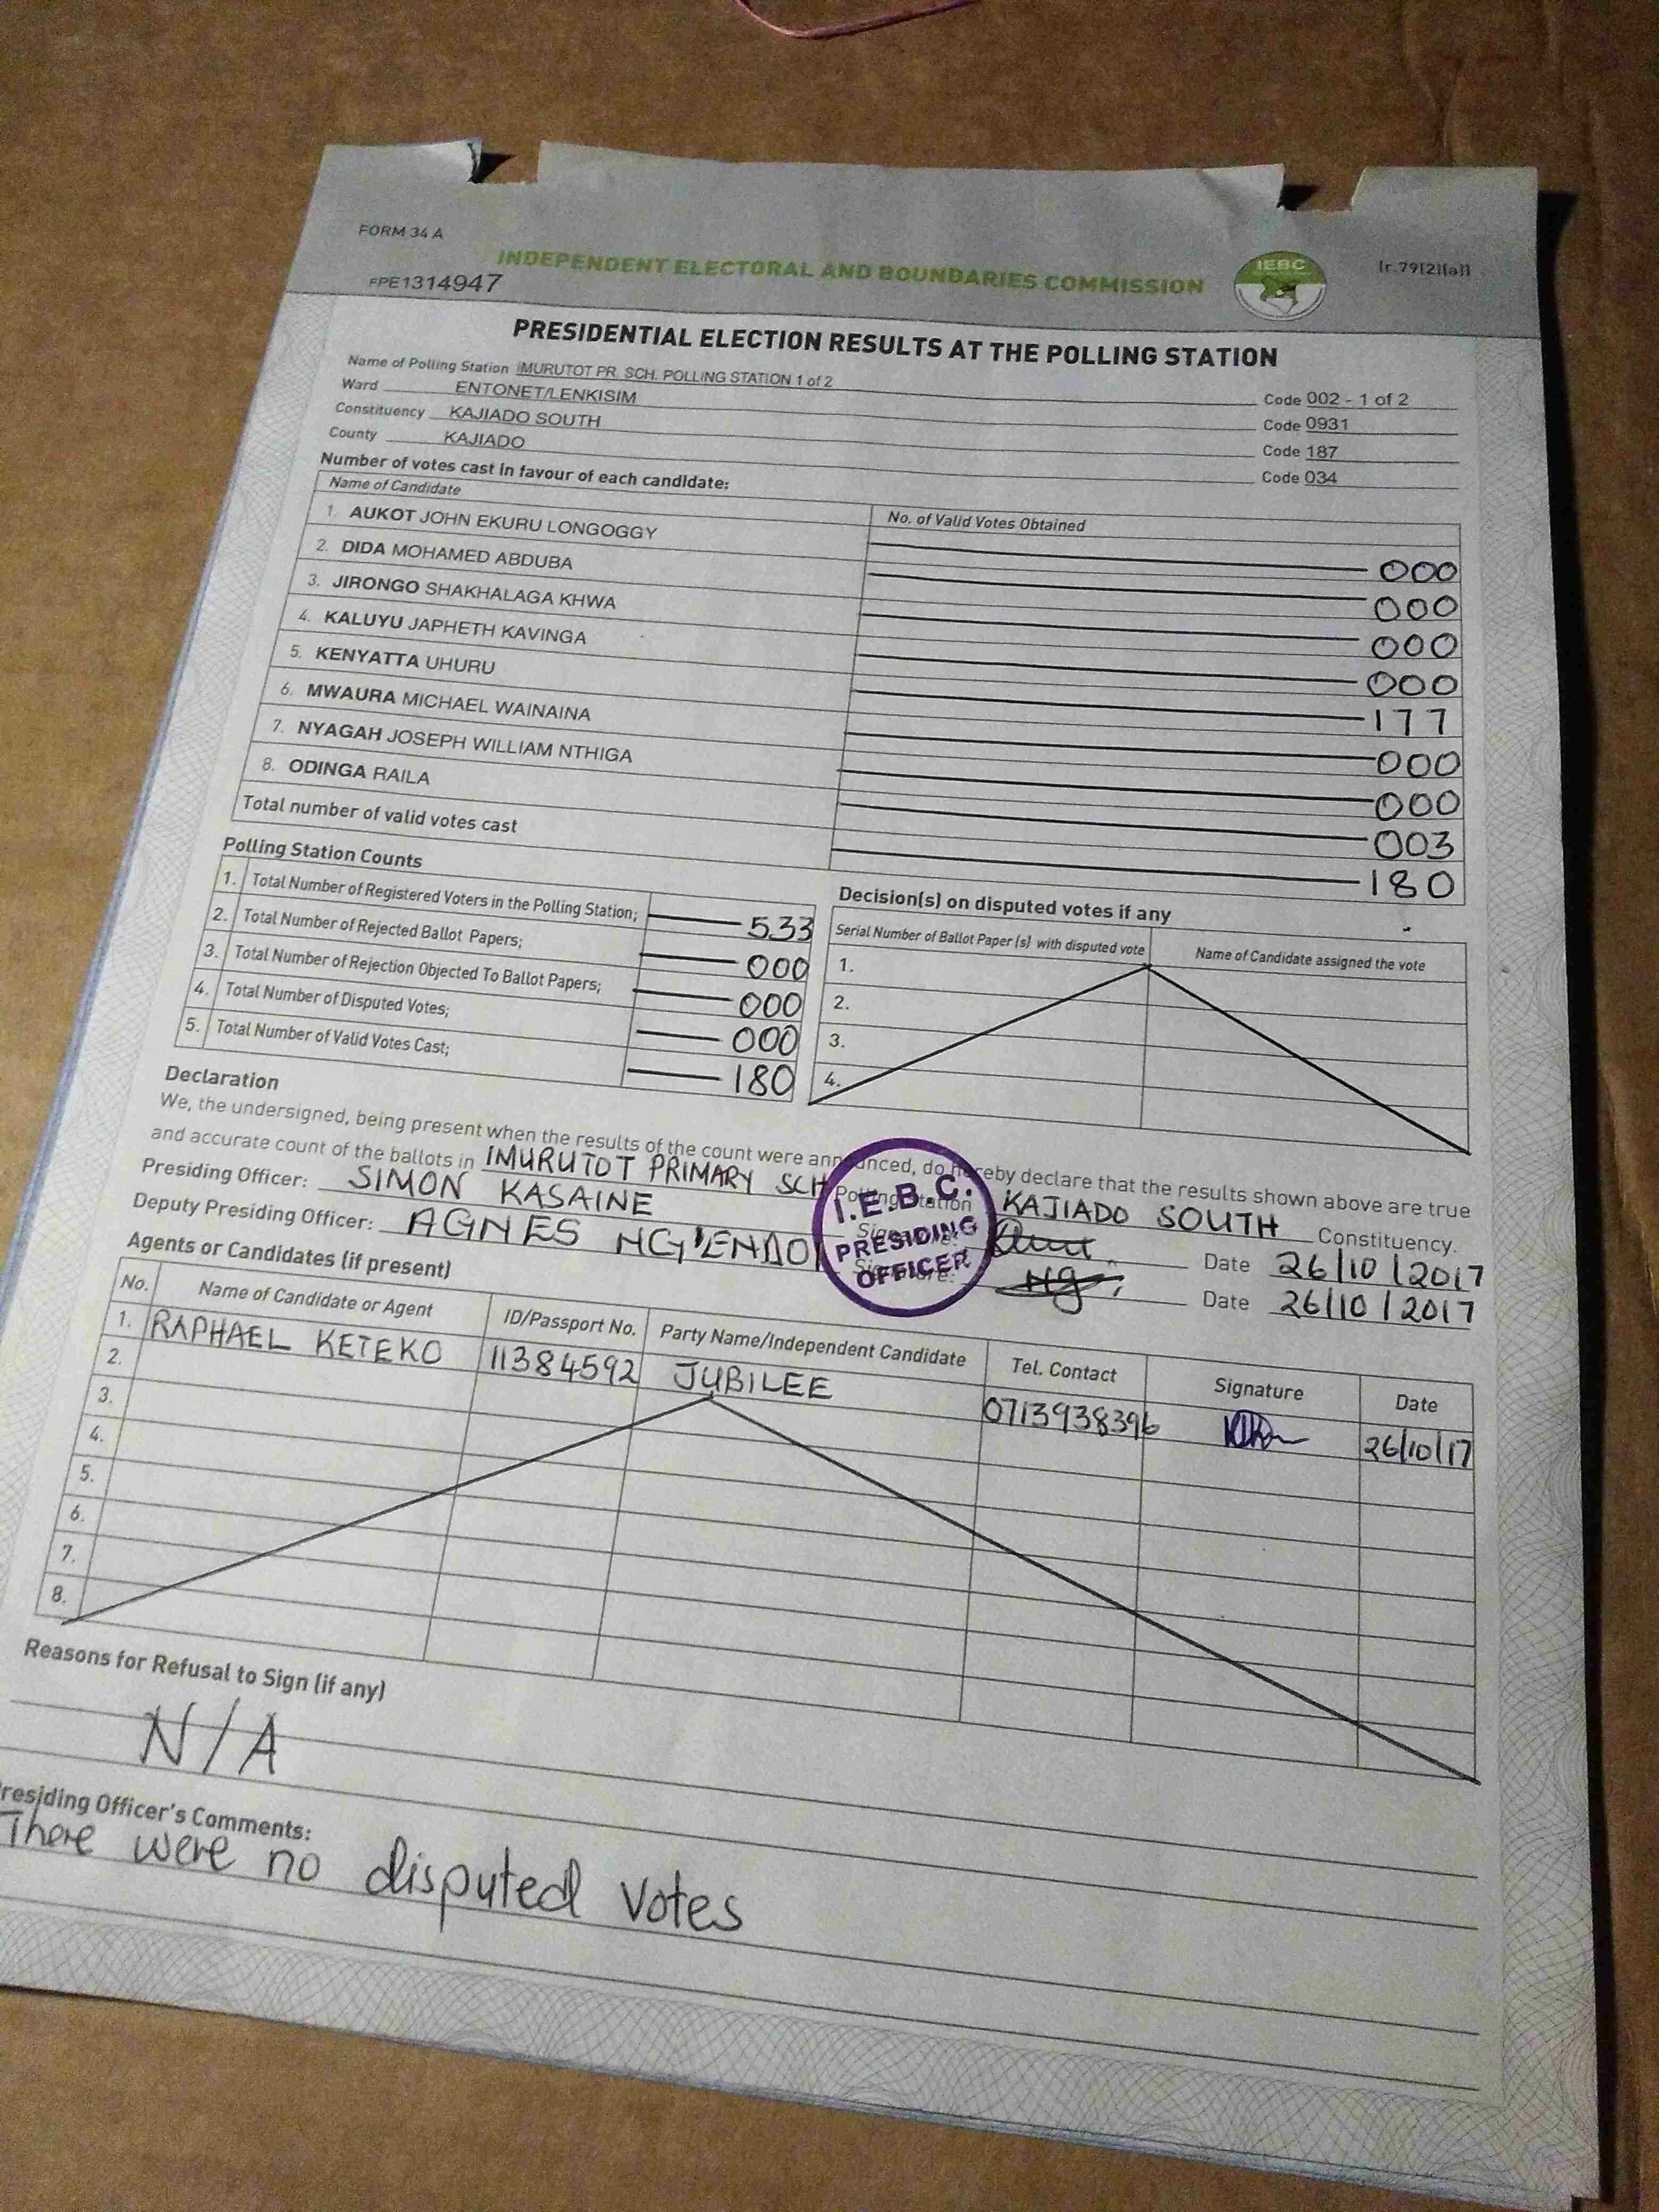 FORM 34 A
INDEPENDENT ELECTORAL AND BOUNDARIES COMMISSION
IEBC
[r.79(2)(a)]
FPE1314947
PRESIDENTIAL ELECTION RESULTS AT THE POLLING STATION
Name of Polling Station IMURUTOT PR. SCH. POLLING STATION 1 of 2 Code 002 - 1 of 2
Ward ENTONET/LENKISIM Code 0931
Constituency KAJIADO SOUTH Code 187
County KAJIADO Code 034
Number of votes cast in favour of each candidate:
Name of Candidate No. of Valid Votes Obtained
1. AUKOT JOHN EKURU LONGOGGY 000
2. DIDA MOHAMED ABDUBA 000
3. JIRONGO SHAKHALAGA KHWA 000
4. KALUYU JAPHETH KAVINGA 000
5. KENYATTA UHURU 177
6. MWAURA MICHAEL WAINAINA 000
7. NYAGAH JOSEPH WILLIAM NTHIGA 000
8. ODINGA RAILA 003
Total number of valid votes cast 180
Polling Station Counts
1. Total Number of Registered Voters in the Polling Station; 533
2. Total Number of Rejected Ballot Papers; 000
3. Total Number of Rejection Objected To Ballot Papers; 000
4. Total Number of Disputed Votes; 000
5. Total Number of Valid Votes Cast; 180
Decision(s) on disputed votes if any
Serial Number of Ballot Paper (s) with disputed vote Name of Candidate assigned the vote
1.
2.
3.
4.
Declaration
We, the undersigned, being present when the results of the count were announced, do hereby declare that the results shown above are true
and accurate count of the ballots in IMURUTOT PRIMARY SCH Polling Station KAJIADO SOUTH Constituency.
Presiding Officer: SIMON KASAINE Signature: Date 26/10/2017
Deputy Presiding Officer: AGNES NG'ENDO Signature: Date 26/10/2017
I.E.B.C.
PRESIDING
OFFICER
Agents or Candidates (if present)
No. Name of Candidate or Agent ID/Passport No. Party Name/Independent Candidate Tel. Contact Signature Date
1. RAPHAEL KETEKO 11384592 JUBILEE 0713938396 26/10/17
2.
3.
4.
5.
6.
7.
8.
Reasons for Refusal to Sign (if any)
N/A
residing Officer's Comments:
There were no disputed votes